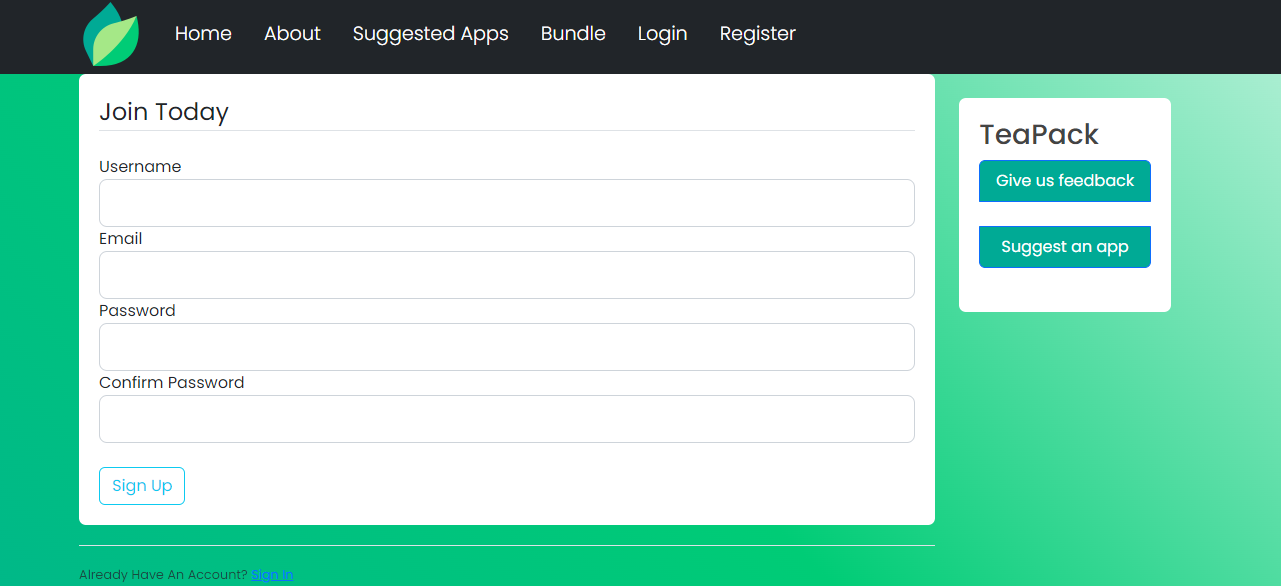 Home About Suggested Apps Bundle Login Register
Join Today
Username
Email
Password
Confirm Password
Sign Up
Already Have An Account? Sign In
TeaPack
Give us feedback
Suggest an app